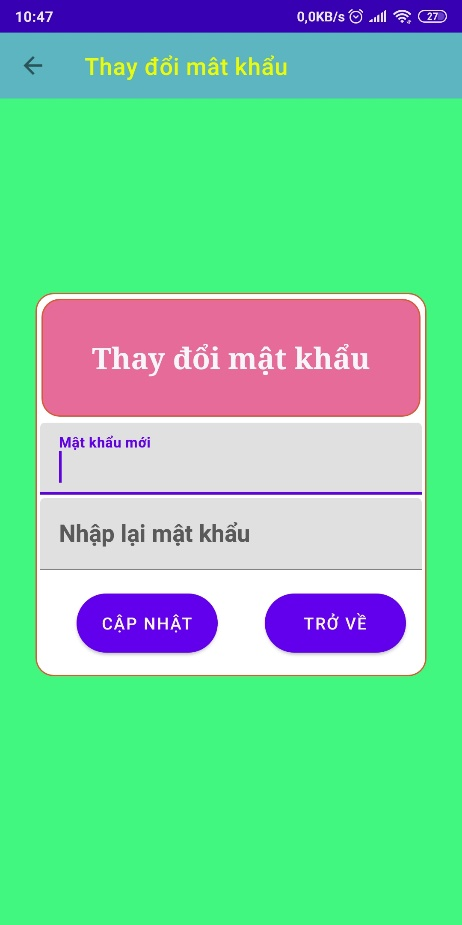 10:47 0,0KB/s 27
Thay đổi mât khẩu
Thay đổi mật khẩu
Mật khẩu mới
Nhập lại mật khẩu
CẬP NHẬT TRỞ VỀ